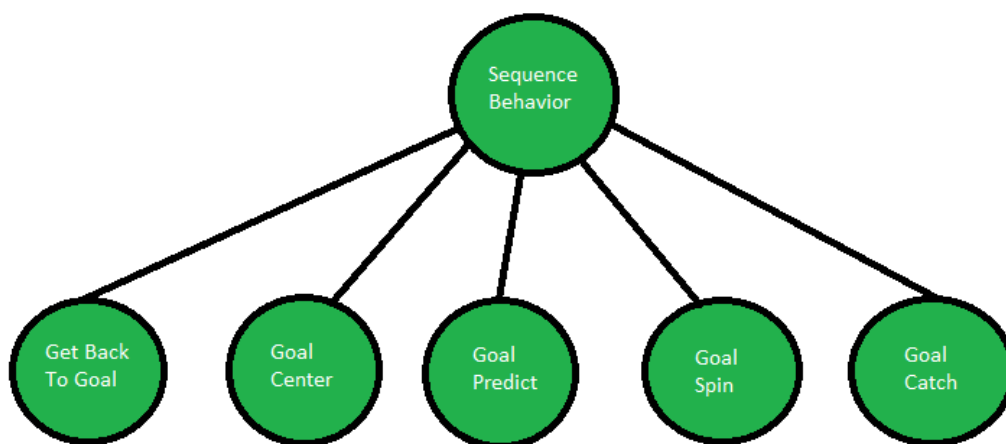 Sequence
Behavior
Get Back
To Goal
Goal
Center
Goal
Predict
Goal
Spin
Goal
Catch